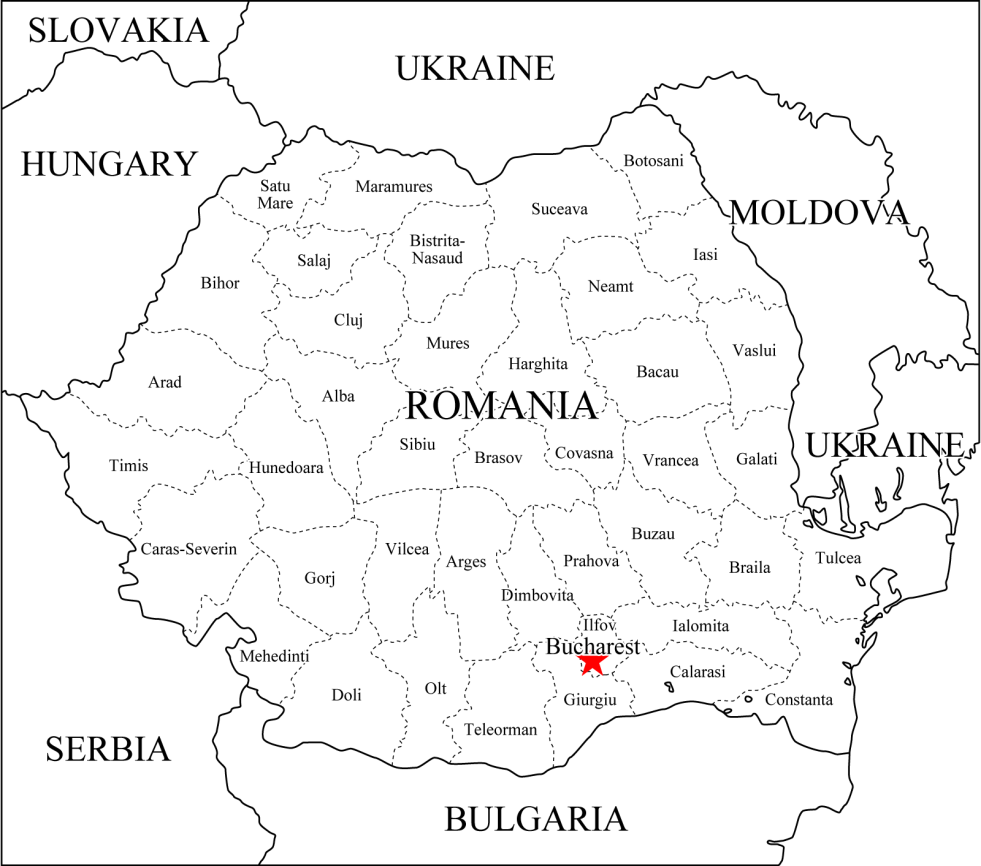 SLOVAKIA
UKRAINE
HUNGARY
Botosani
Satu
Mare
Maramures
Suceava
MOLDOVA
Bistrita-
Nasaud
Iasi
Salaj
Bihor
Neamt
Cluj
Mures
Vaslui
Harghita
Bacau
Arad
Alba
ROMANIA
Sibiu
UKRAINE
Timis
Hunedoara
Brasov
Covasna
Vrancea
Galati
Buzau
Caras-Severin
Vilcea
Arges
Prahova
Tulcea
Braila
Gorj
Dimbovita
Ilfov
Ialomita
Bucharest
Mehedinti
Calarasi
Doli
Olt
Giurgiu
Constanta
Teleorman
SERBIA
BULGARIA